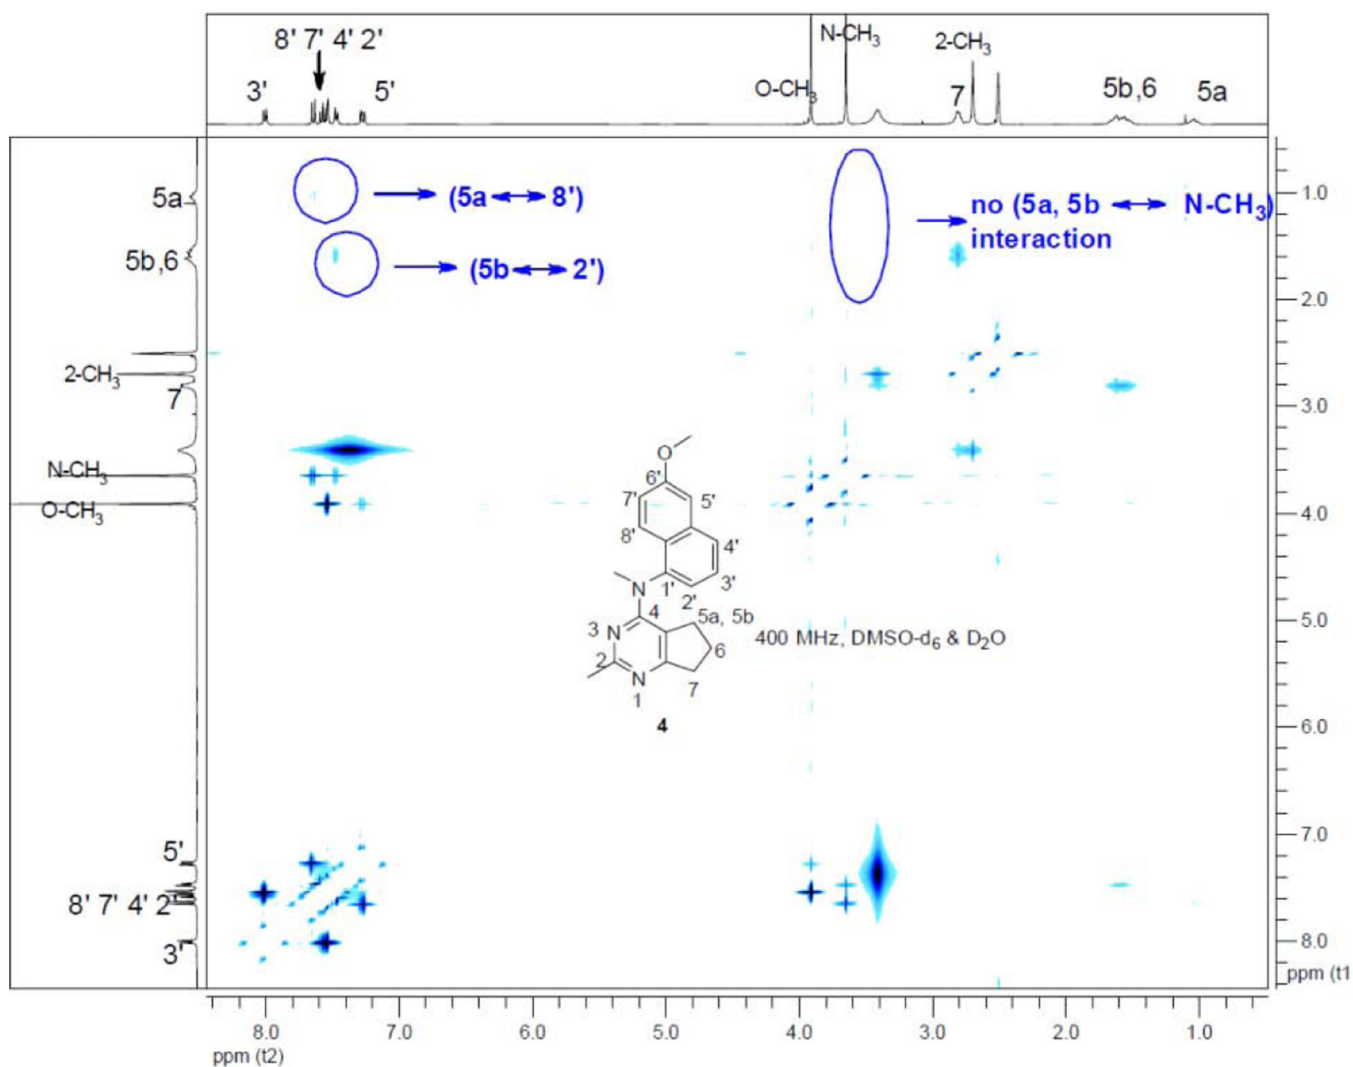 8' 7' 4' 2'
3'
5'
O-CH3
N-CH3
2-CH3
7
5b,6
5a
5a
(5a ↔ 8')
5b,6
(5b ↔ 2')
no (5a, 5b ↔ N-CH3)
interaction
2-CH3
7
N-CH3
O-CH3
O
6'
7'
5'
8'
4'
3'
N
1'
2'
4
5a, 5b
3 N
6
2
N
7
1
4
400 MHz, DMSO-d6 & D2O
5'
8' 7' 4' 2'
3'
1.0
2.0
3.0
4.0
5.0
6.0
7.0
8.0
ppm (t1
8.0 7.0 6.0 5.0 4.0 3.0 2.0 1.0
ppm (t2)